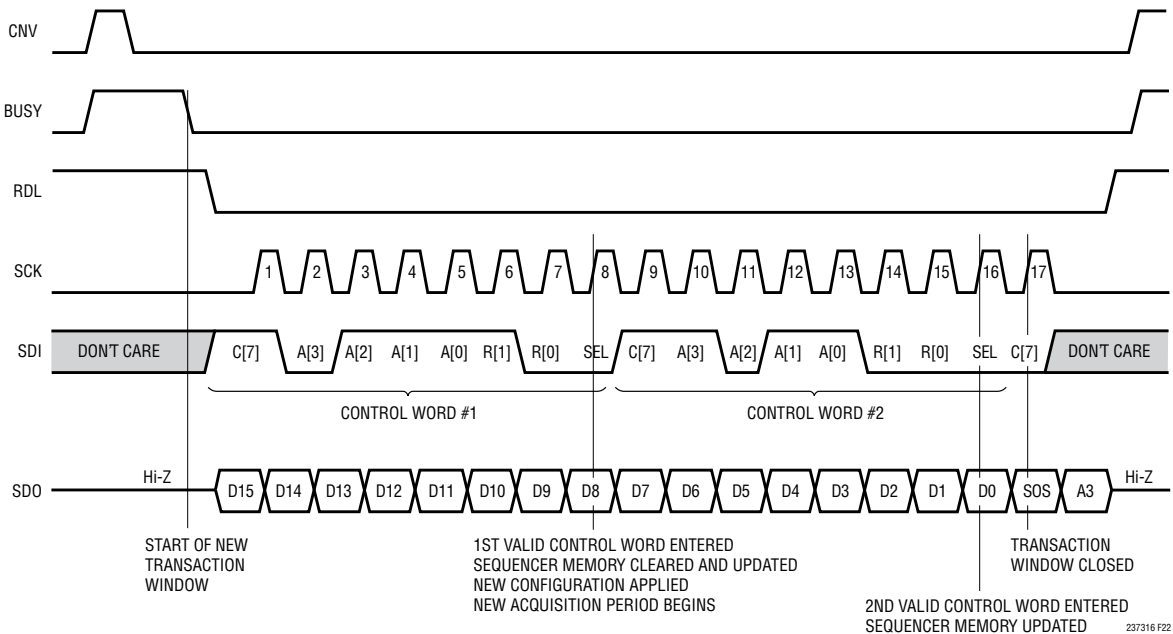 CNV
BUSY
RDL
SCK 1 2 3 4 5 6 7 8 9 10 11 12 13 14 15 16 17
SDI DON'T CARE C[7] A[3] A[2] A[1] A[0] R[1] R[0] SEL C[7] A[3] A[2] A[1] A[0] R[1] R[0] SEL C[7] DON'T CARE
CONTROL WORD #1 CONTROL WORD #2
SDO Hi-Z D15 D14 D13 D12 D11 D10 D9 D8 D7 D6 D5 D4 D3 D2 D1 D0 SOS A3 Hi-Z
START OF NEW
TRANSACTION
WINDOW
1ST VALID CONTROL WORD ENTERED
SEQUENCER MEMORY CLEARED AND UPDATED
NEW CONFIGURATION APPLIED
NEW ACQUISITION PERIOD BEGINS
TRANSACTION
WINDOW CLOSED
2ND VALID CONTROL WORD ENTERED
SEQUENCER MEMORY UPDATED
237316 F22